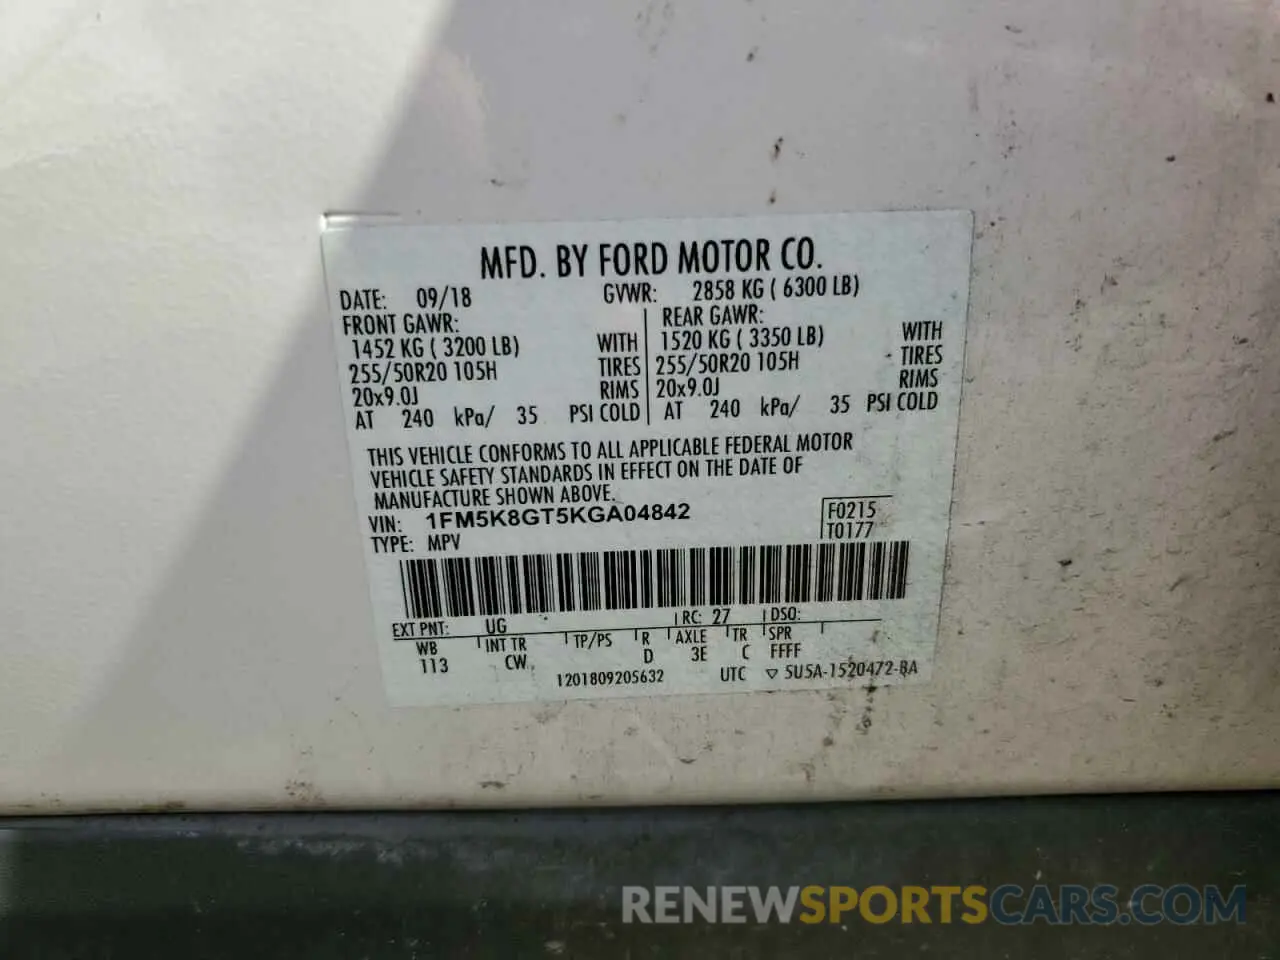 MFD. BY FORD MOTOR CO.
DATE: 09/18 GVWR: 2858 KG ( 6300 LB)
FRONT GAWR: REAR GAWR:
1452 KG ( 3200 LB) WITH 1520 KG ( 3350 LB) WITH
255/50R20 105H TIRES 255/50R20 105H TIRES
20x9.0J RIMS 20x9.0J RIMS
AT 240 kPa/ 35 PSI COLD AT 240 kPa/ 35 PSI COLD
THIS VEHICLE CONFORMS TO ALL APPLICABLE FEDERAL MOTOR
VEHICLE SAFETY STANDARDS IN EFFECT ON THE DATE OF
MANUFACTURE SHOWN ABOVE.
VIN: 1FM5K8GT5KGA04842 F0215
TYPE: MPV T0177
EXT PNT: UG RC: 27 DSO:
WB INT TR TP/PS R AXLE TR SPR
113 CW D 3E C FFFF
1201809205632 UTC ▽ 5U5A-1520472-BA
RENEWSPORTSCARS.COM